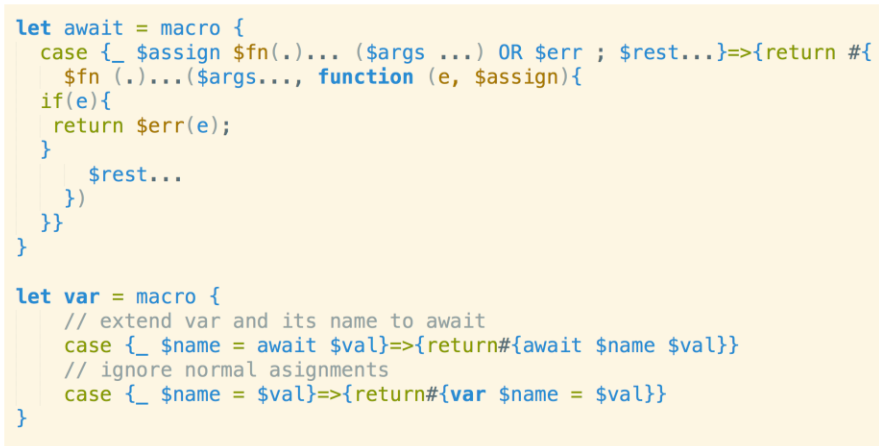 let await = macro {
  case {_ $assign $fn(.)... ($args ...) OR $err ; $rest...}=>{return #{
    $fn (.)...($args..., function (e, $assign){
  if(e){
   return $err(e);
  }
      $rest...
    })
  }}
}

let var = macro {
    // extend var and its name to await
    case {_ $name = await $val}=>{return#{await $name $val}}
    // ignore normal asignments
    case {_ $name = $val}=>{return#{var $name = $val}}
}